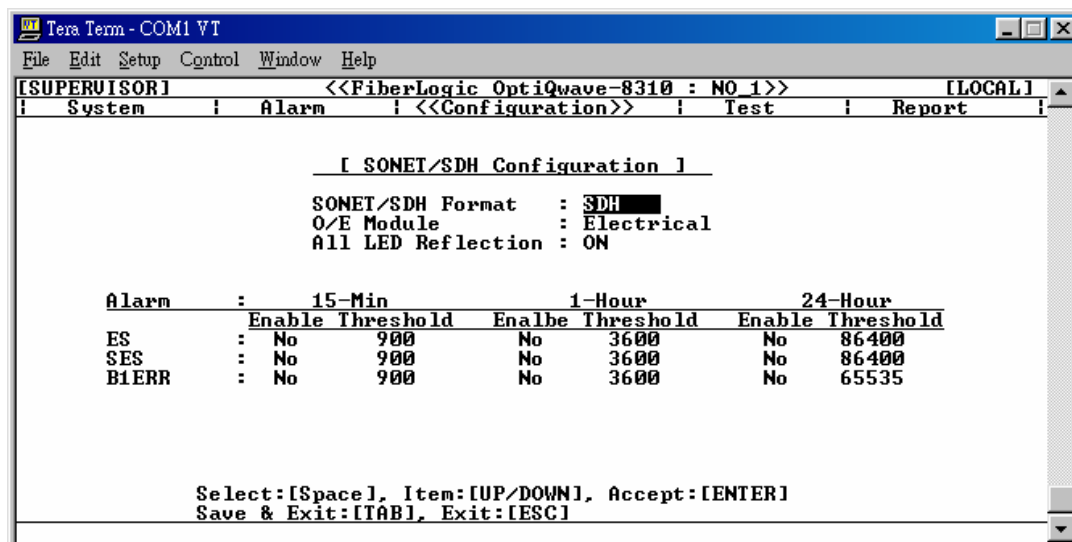 Tera Term - COM1 VT
File Edit Setup Control Window Help
[SUPERVISOR] <<FiberLogic OptiQwave-8310 : NO_1>> [LOCAL]
| System | Alarm | <<Configuration>> | Test | Report |
[ SONET/SDH Configuration ]
SONET/SDH Format : SDH
O/E Module : Electrical
All LED Reflection : ON
Alarm : 15-Min 1-Hour 24-Hour
Enable Threshold Enalbe Threshold Enable Threshold
ES : No 900 No 3600 No 86400
SES : No 900 No 3600 No 86400
B1ERR : No 900 No 3600 No 65535
Select:[Space], Item:[UP/DOWN], Accept:[ENTER]
Save & Exit:[TAB], Exit:[ESC]